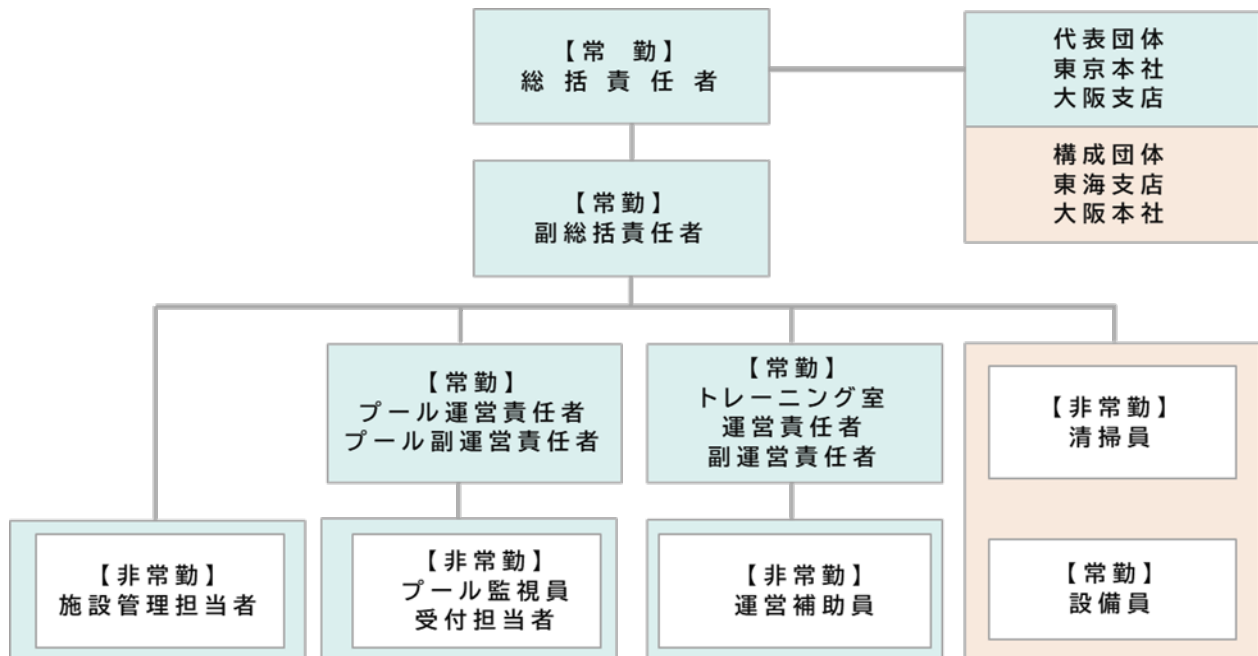 【常　勤】
総括責任者
代表団体
東京本社
大阪支店
構成団体
東海支店
大阪本社
【常勤】
副総括責任者
【常勤】
プール運営責任者
プール副運営責任者
【常勤】
トレーニング室
運営責任者
副運営責任者
【非常勤】
清掃員
【非常勤】
施設管理担当者
【非常勤】
プール監視員
受付担当者
【非常勤】
運営補助員
【常勤】
設備員